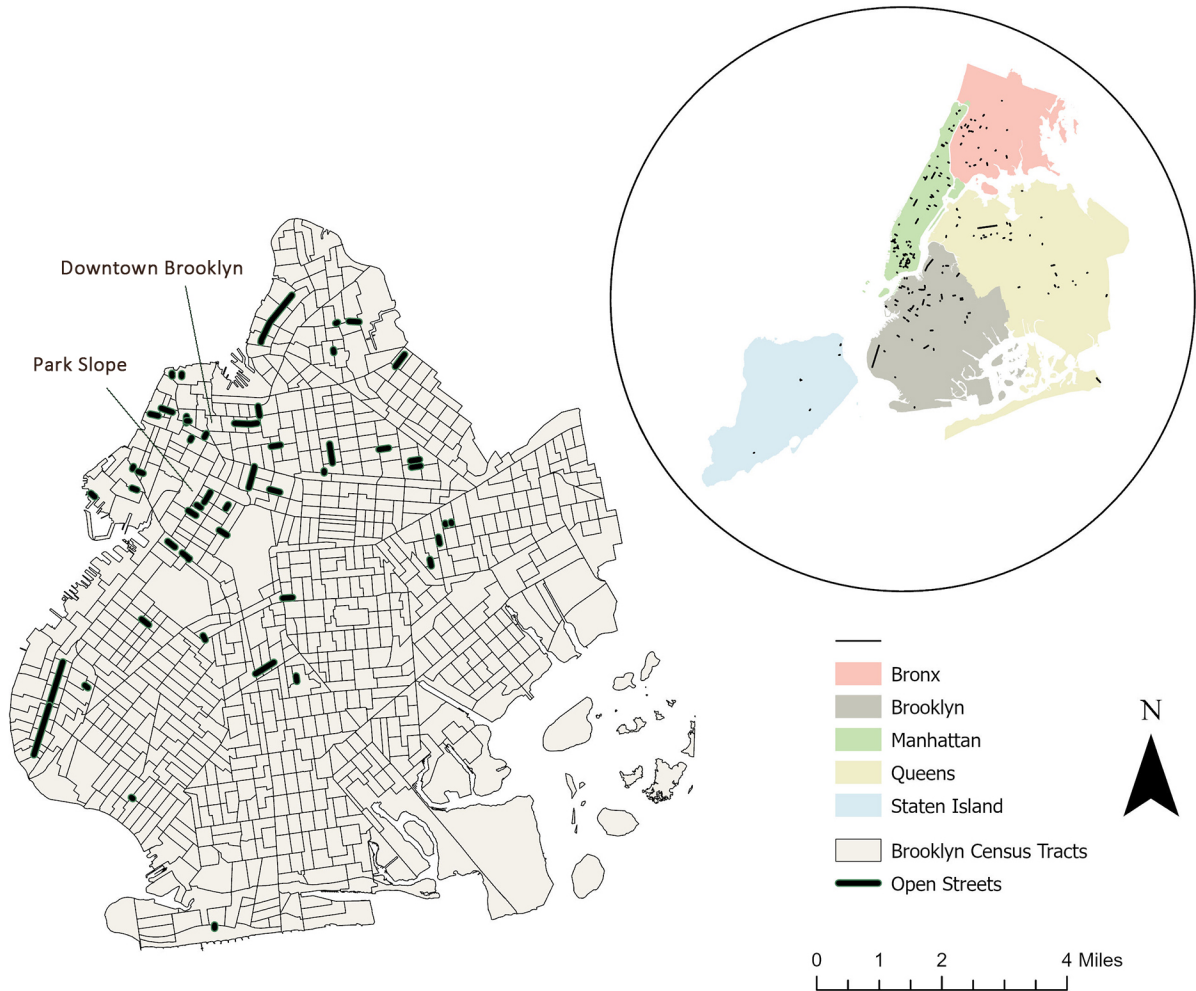 Downtown Brooklyn
Park Slope
Bronx
Brooklyn
Manhattan
Queens
Staten Island
Brooklyn Census Tracts
Open Streets
N
0 1 2 4 Miles